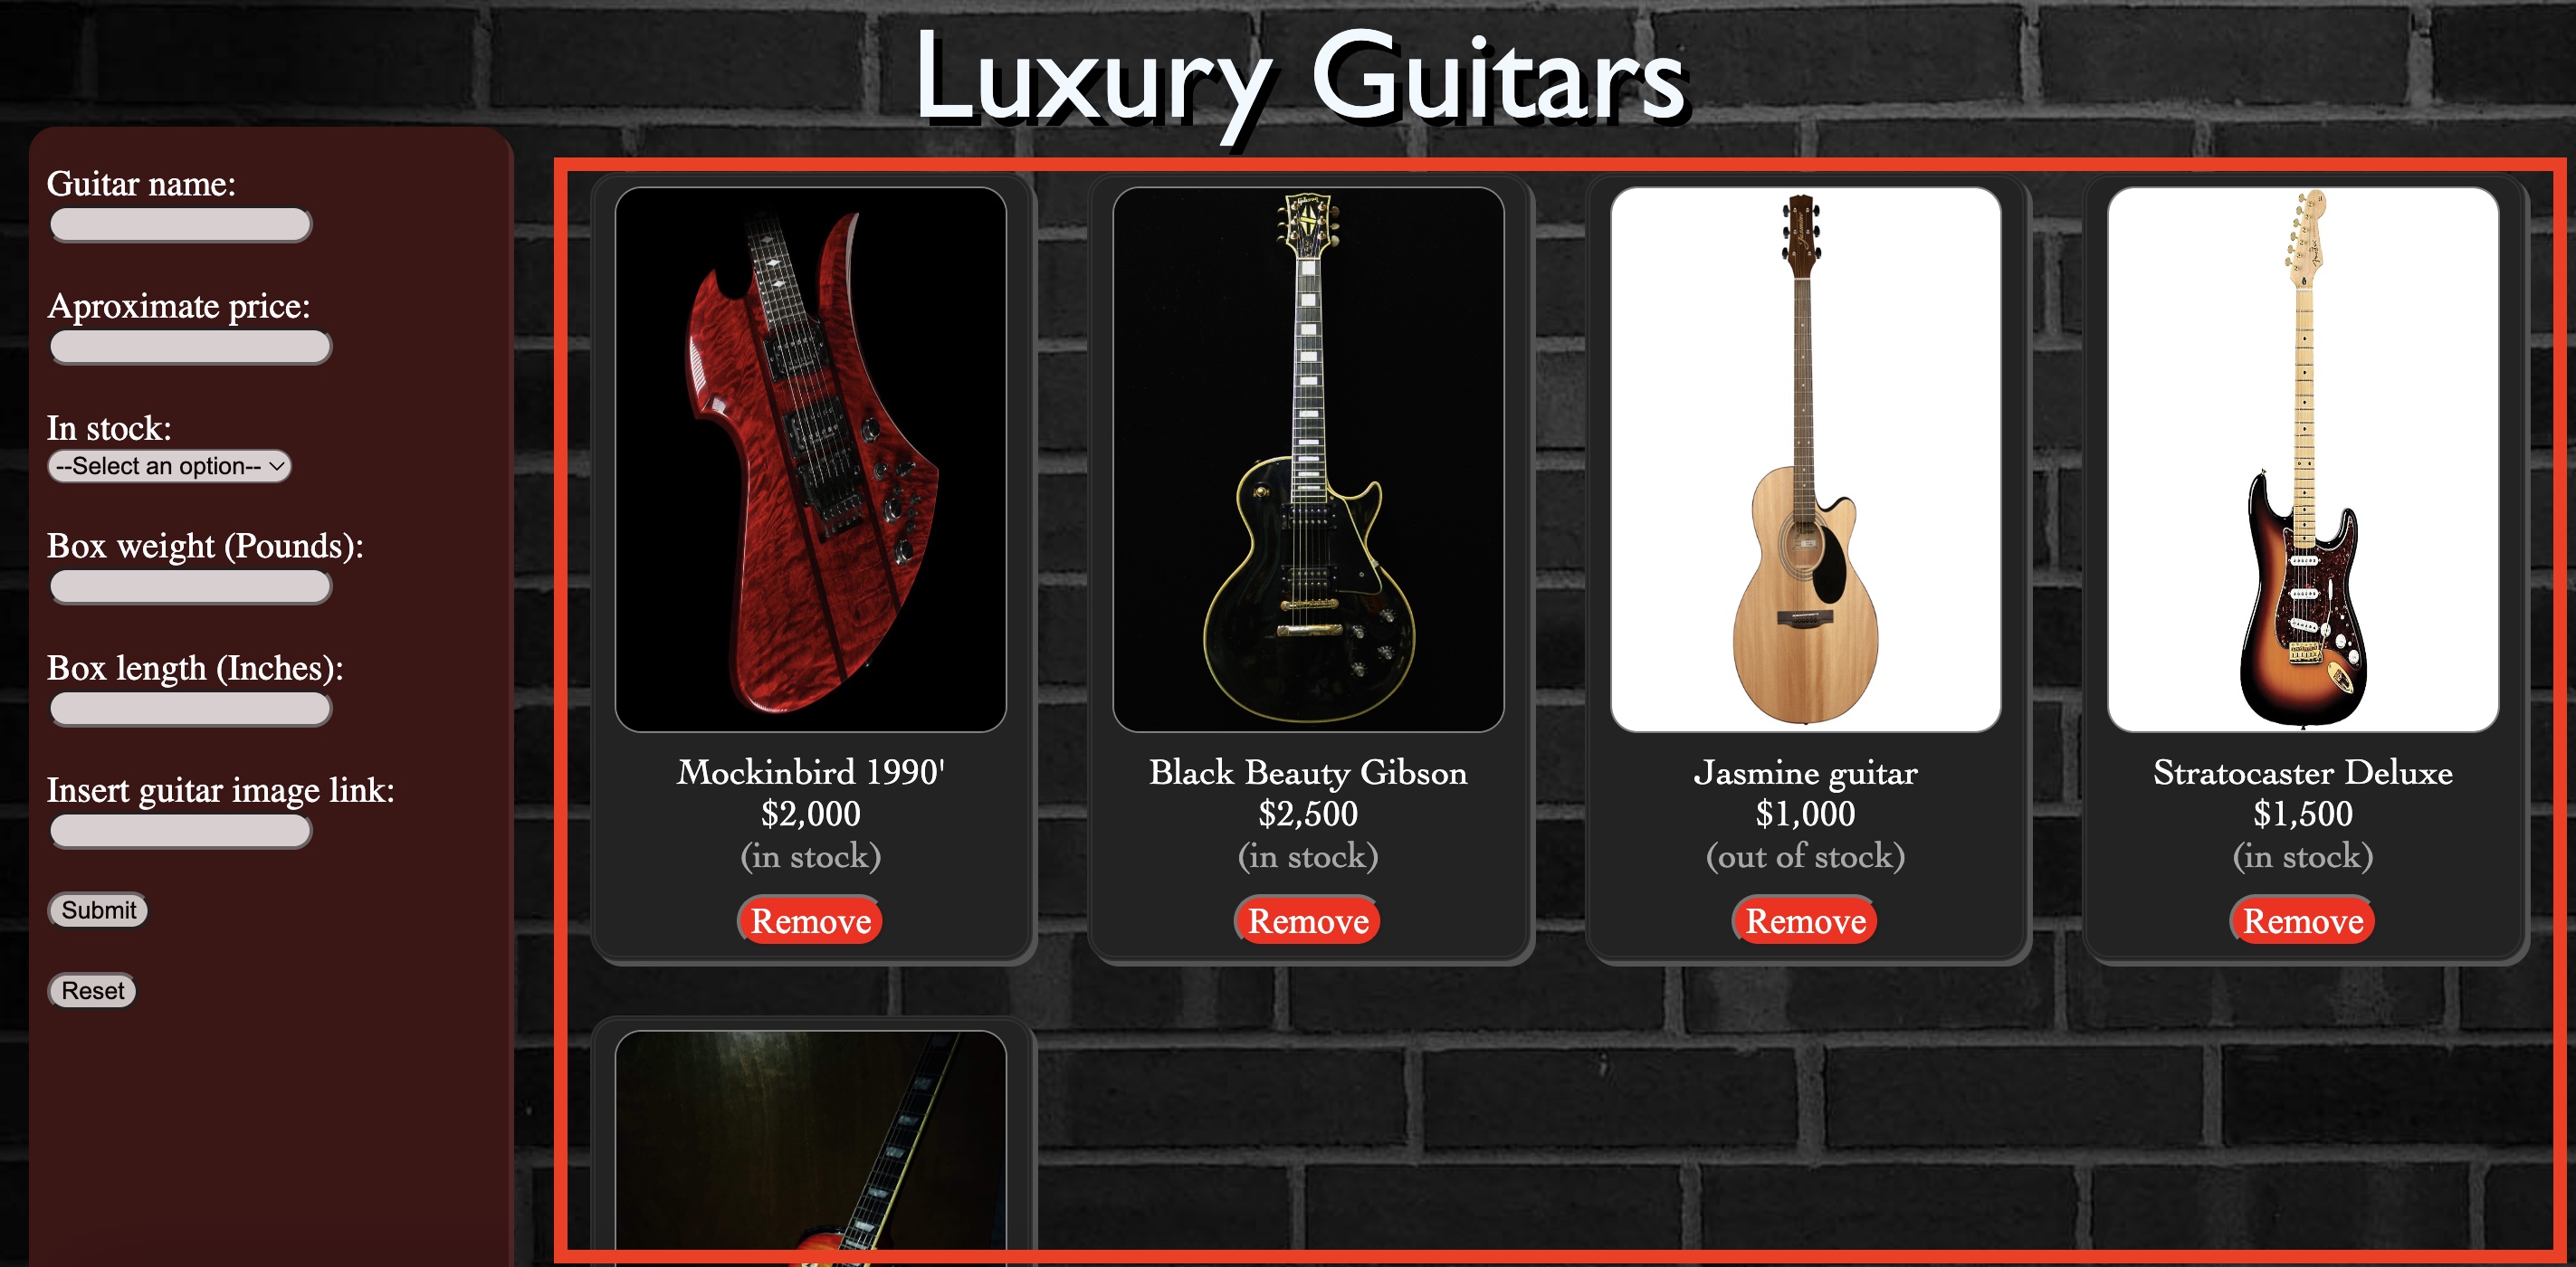 Luxury Guitars
Guitar name:
Aproximate price:
In stock:
--Select an option--
Box weight (Pounds):
Box length (Inches):
Insert guitar image link:
Submit
Reset
Mockinbird 1990'
$2,000
(in stock)
Remove
Black Beauty Gibson
$2,500
(in stock)
Remove
Jasmine guitar
$1,000
(out of stock)
Remove
Stratocaster Deluxe
$1,500
(in stock)
Remove